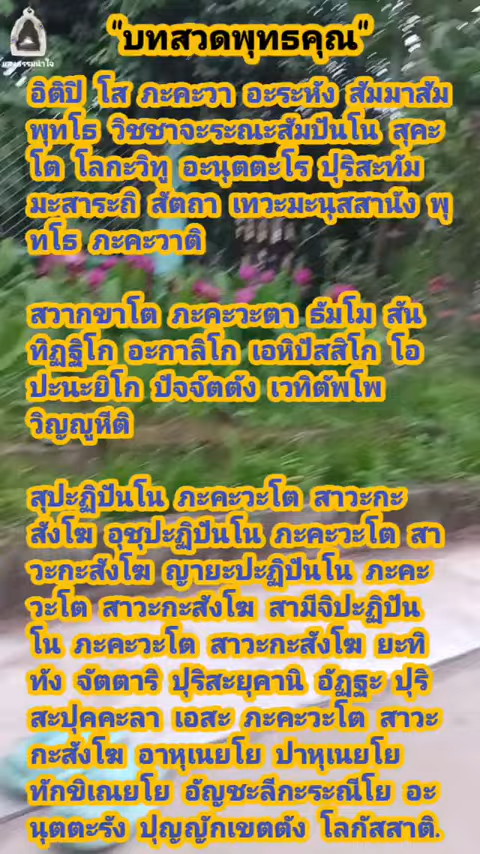 "บทสวดพุทธคุณ"
แสงธรรมนำใจ
อิติปิ โส ภะคะวา อะระหัง สัมมาสัม
พุทโธ วิชชาจะระณะสัมปันโน สุคะ
โต โลกะวิทู อะนุตตะโร ปุริสะทัม
มะสาระถิ สัตถา เทวะมะนุสสานัง พุ
ทโธ ภะคะวาติ
สวากขาโต ภะคะวะตา ธัมโม สัน
ทิฏฐิโก อะกาลิโก เอหิปัสสิโก โอ
ปะนะยิโก ปัจจัตตัง เวทิตัพโพ
วิญญูหีติ
สุปะฏิปันโน ภะคะวะโต สาวะกะ
สังโฆ อุชุปะฏิปันโน ภะคะวะโต สา
วะกะสังโฆ ญายะปะฏิปันโน ภะคะ
วะโต สาวะกะสังโฆ สามีจิปะฏิปัน
โน ภะคะวะโต สาวะกะสังโฆ ยะทิ
ทัง จัตตาริ ปุริสะยุคานิ อัฏฐะ ปุริ
สะปุคคะลา เอสะ ภะคะวะโต สาวะ
กะสังโฆ อาหุเนยโย ปาหุเนยโย
ทักขิเณยโย อัญชะลีกะระณีโย อะ
นุตตะรัง ปุญญักเขตตัง โลกัสสาติ.